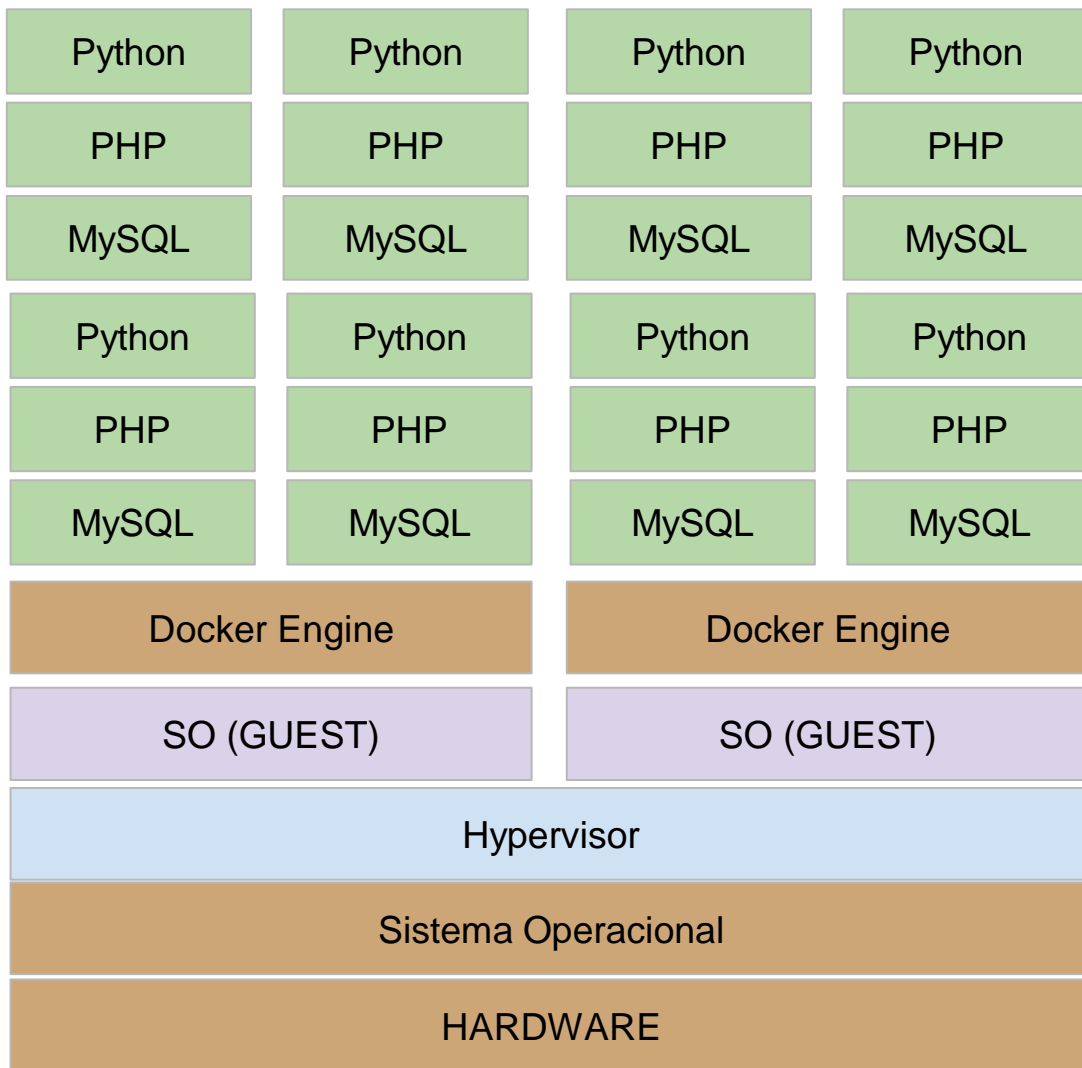 Python Python Python Python
PHP PHP PHP PHP
MySQL MySQL MySQL MySQL
Python Python Python Python
PHP PHP PHP PHP
MySQL MySQL MySQL MySQL
Docker Engine Docker Engine
SO (GUEST) SO (GUEST)
Hypervisor
Sistema Operacional
HARDWARE